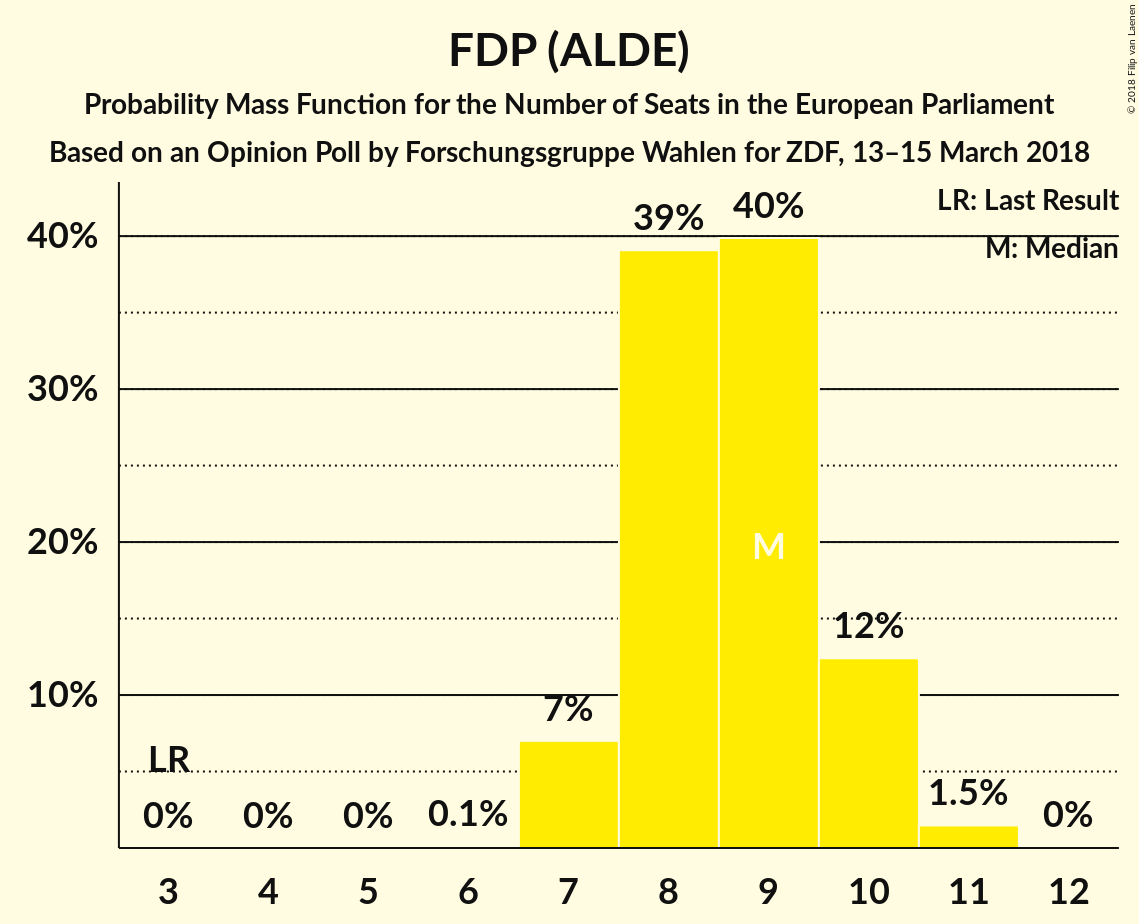 FDP (ALDE)
Probability Mass Function for the Number of Seats in the European Parliament
Based on an Opinion Poll by Forschungsgruppe Wahlen for ZDF, 13–15 March 2018
© 2018 Filip van Laenen
LR: Last Result
M: Median
40%
30%
20%
10%
LR
0%
0%
0%
0.1%
7%
39%
40%
M
12%
1.5%
0%
3 4 5 6 7 8 9 10 11 12